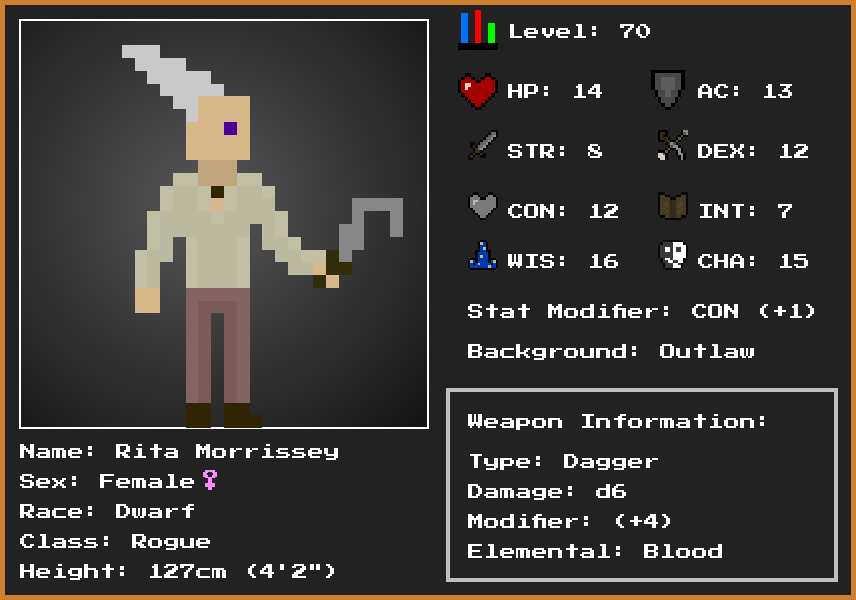 Level: 70
HP: 14
AC: 13
STR: 8
DEX: 12
CON: 12
INT: 7
WIS: 16
CHA: 15
Stat Modifier: CON (+1)
Background: Outlaw
Weapon Information:
Type: Dagger
Damage: d6
Modifier: (+4)
Elemental: Blood
Name: Rita Morrissey
Sex: Female♀
Race: Dwarf
Class: Rogue
Height: 127cm (4'2")